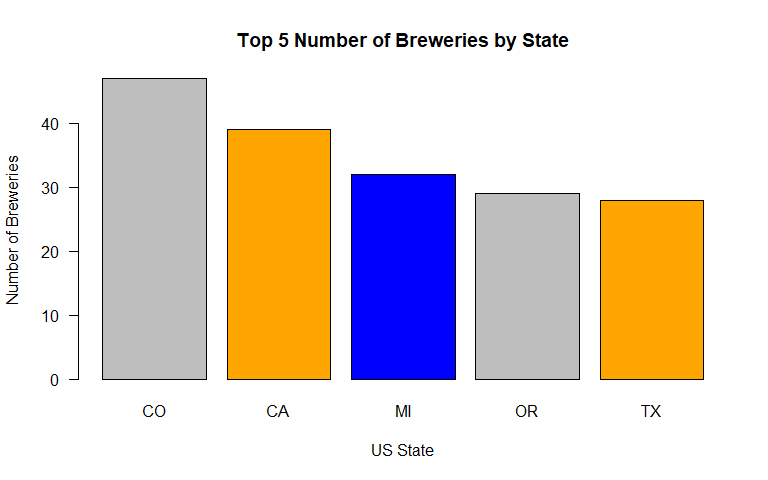 Top 5 Number of Breweries by State
Number of Breweries
40
30
20
10
0
CO CA MI OR TX
US State